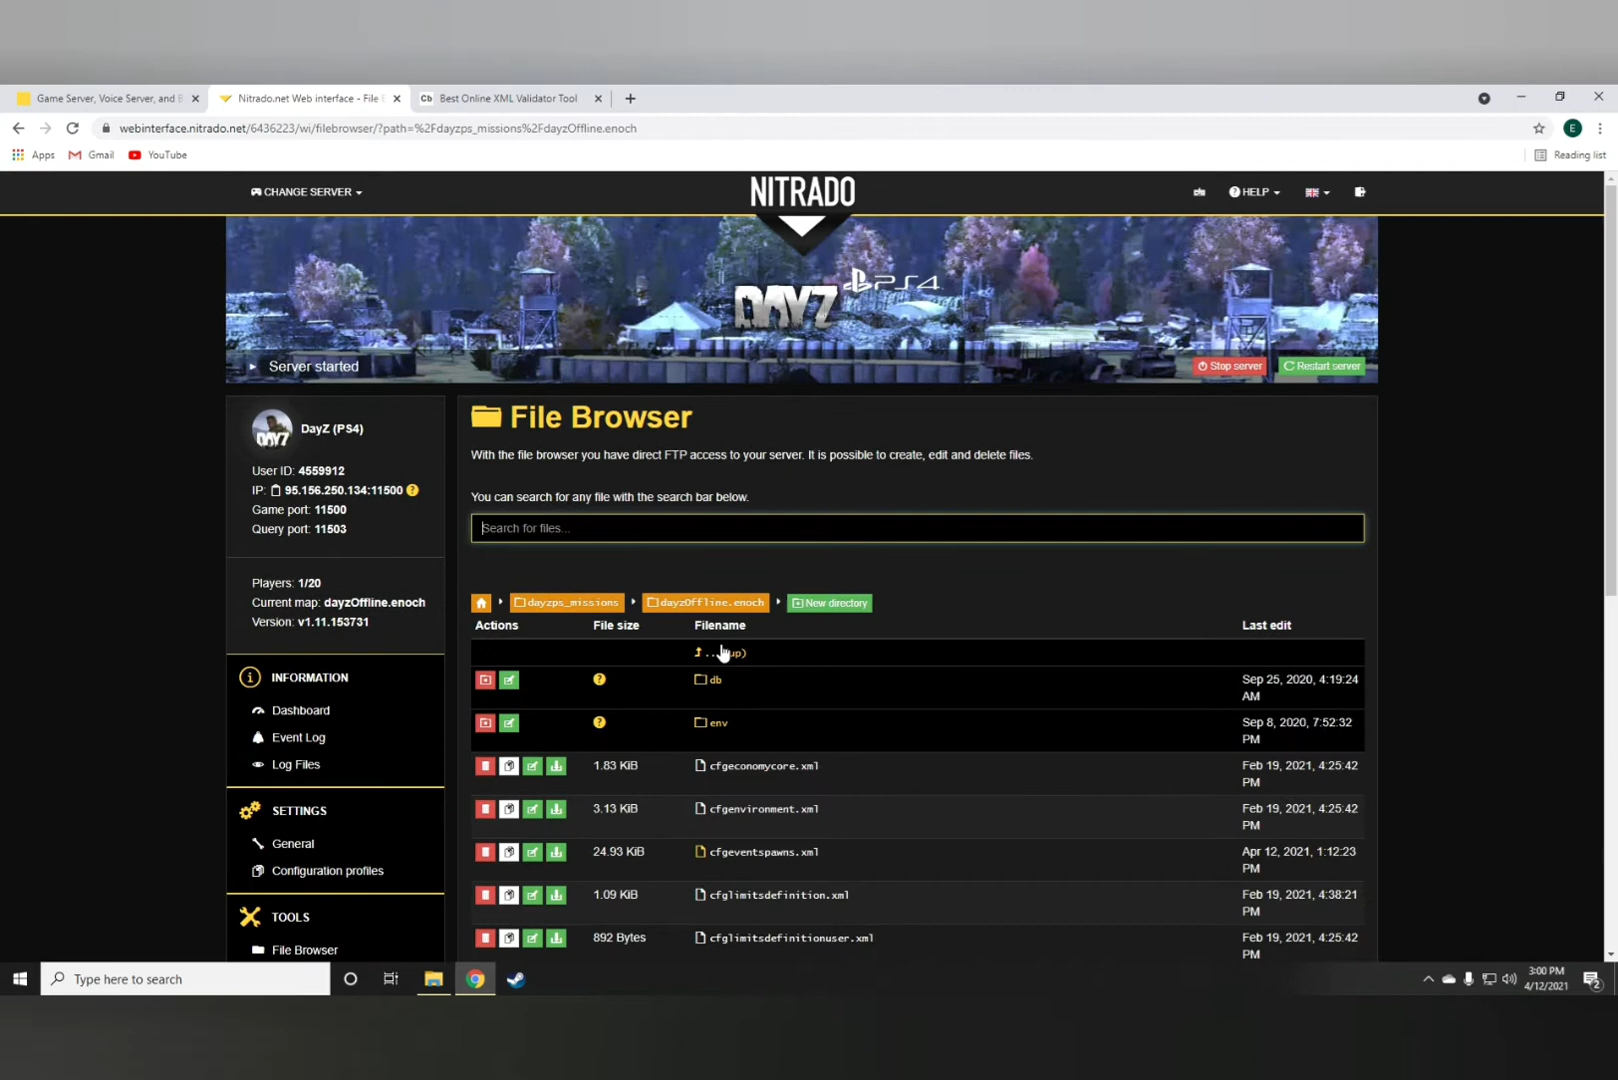 Game Server, Voice Server, and B
Nitrado.net Web interface - File E
Cb Best Online XML Validator Tool
webinterface.nitrado.net/6436223/wi/filebrowser/?path=%2Fdayzps_missions%2FdayzOffline.enoch
E
Apps Gmail YouTube Reading list
CHANGE SERVER
NITRADO
HELP
DAYZ PS4
Server started
Stop server
Restart server
DAYZ
DayZ (PS4)
User ID: 4559912
IP: 95.156.250.134:11500 ?
Game port: 11500
Query port: 11503
Players: 1/20
Current map: dayzOffline.enoch
Version: v1.11.153731
INFORMATION
Dashboard
Event Log
Log Files
SETTINGS
General
Configuration profiles
TOOLS
File Browser
File Browser
With the file browser you have direct FTP access to your server. It is possible to create, edit and delete files.
You can search for any file with the search bar below.
Search for files...
dayzps_missions dayzOffline.enoch New directory
Actions File size Filename Last edit
up)
? db Sep 25, 2020, 4:19:24 AM
? env Sep 8, 2020, 7:52:32 PM
1.83 KiB cfgeconomycore.xml Feb 19, 2021, 4:25:42 PM
3.13 KiB cfgenvironment.xml Feb 19, 2021, 4:25:42 PM
24.93 KiB cfgeventspawns.xml Apr 12, 2021, 1:12:23 PM
1.09 KiB cfglimitsdefinition.xml Feb 19, 2021, 4:38:21 PM
892 Bytes cfglimitsdefinitionuser.xml Feb 19, 2021, 4:25:42 PM
Type here to search
3:00 PM
4/12/2021
2